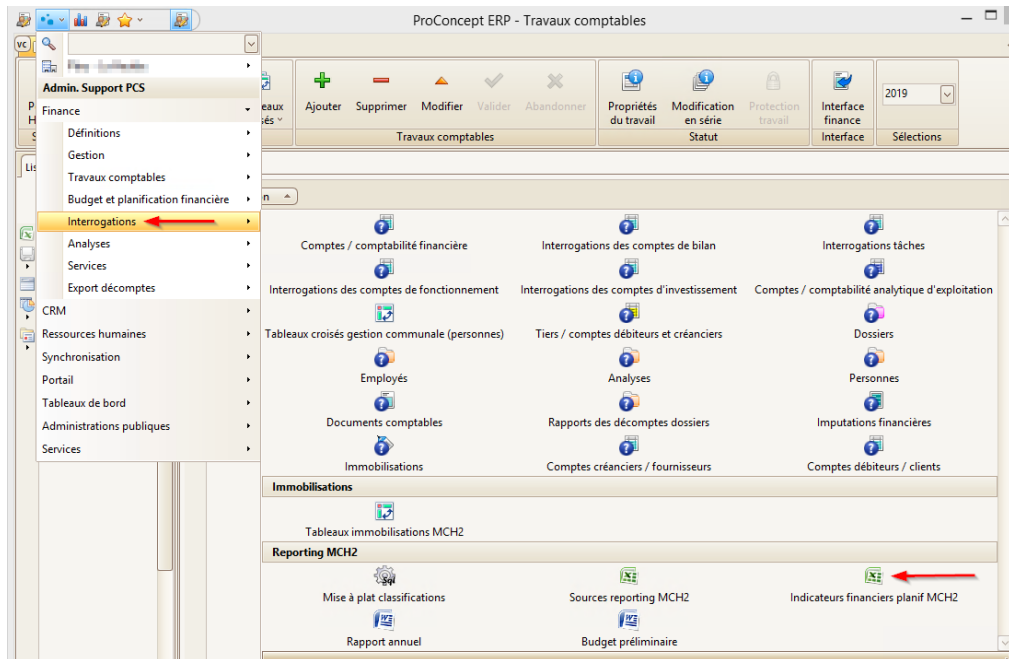 ProConcept ERP - Travaux comptables
VC
Admin. Support PCS
Finance
Définitions
Gestion
Travaux comptables
Budget et planification financière
Interrogations
Analyses
Services
Export décomptes
CRM
Ressources humaines
Synchronisation
Portail
Tableaux de bord
Administrations publiques
Services
Ajouter Supprimer Modifier Valider Abandonner
Travaux comptables
Propriétés du travail
Modification en série
Protection travail
Statut
Interface finance
Interface
2019
Sélections
Comptes / comptabilité financière Interrogations des comptes de bilan Interrogations tâches
Interrogations des comptes de fonctionnement Interrogations des comptes d'investissement Comptes / comptabilité analytique d'exploitation
Tableaux croisés gestion communale (personnes) Tiers / comptes débiteurs et créanciers Dossiers
Employés Analyses Personnes
Documents comptables Rapports des décomptes dossiers Imputations financières
Immobilisations Comptes créanciers / fournisseurs Comptes débiteurs / clients
Immobilisations
Tableaux immobilisations MCH2
Reporting MCH2
Sql
Mise à plat classifications Sources reporting MCH2 Indicateurs financiers planif MCH2
Rapport annuel Budget préliminaire